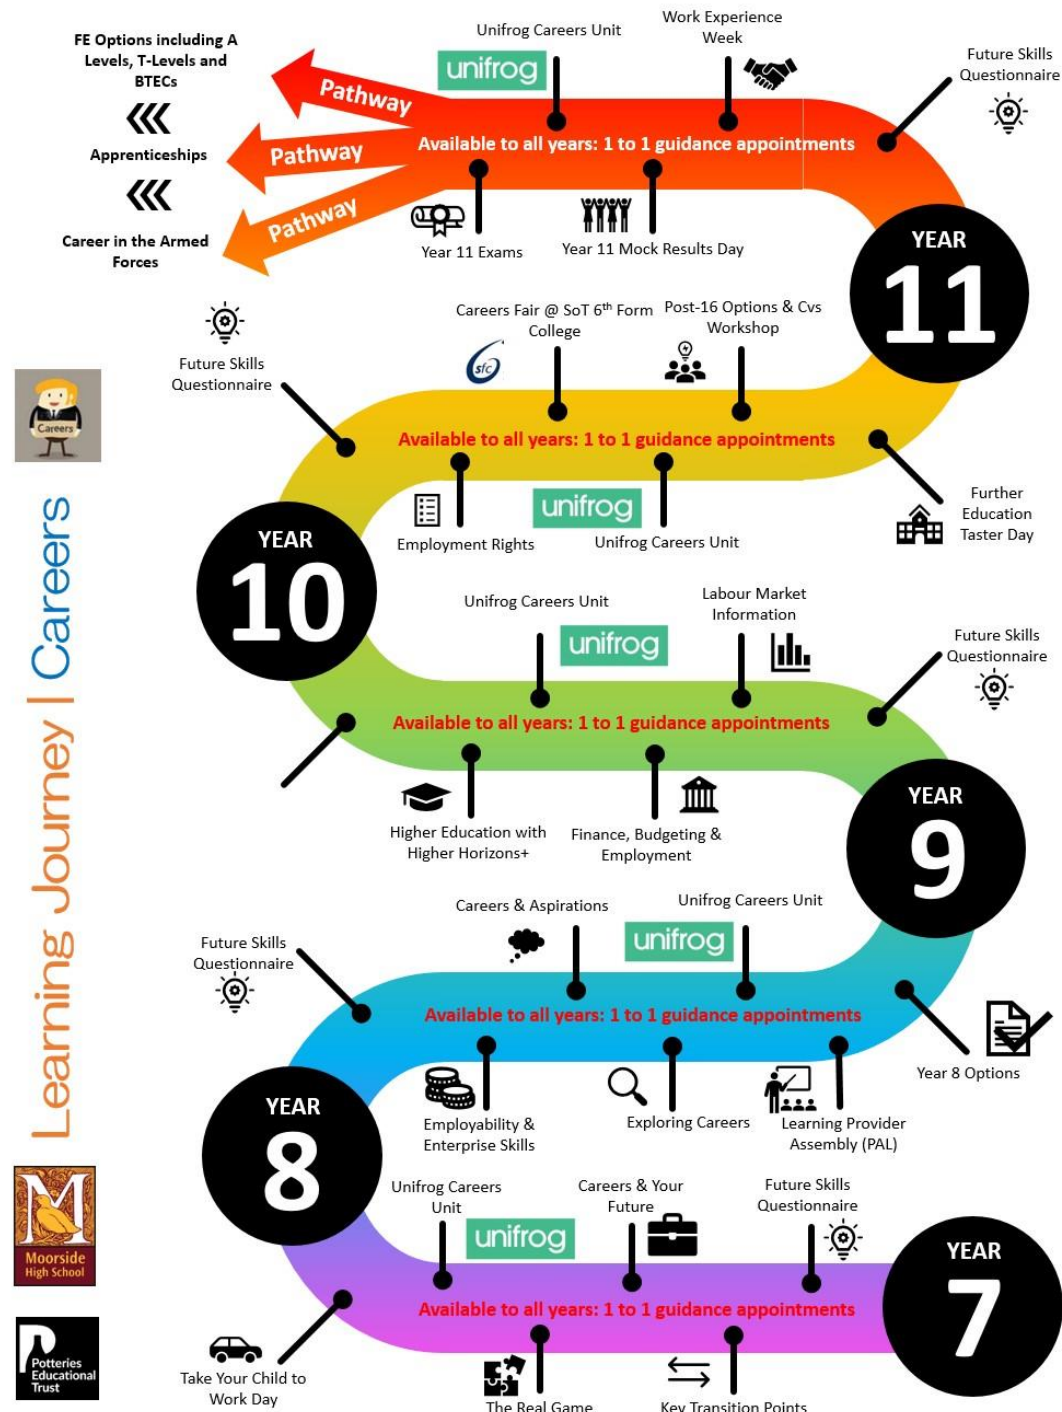 FE Options including A
Levels, T-Levels and
BTECs
Apprenticeships
Career in the Armed
Forces
Pathway
Pathway
Pathway
Unifrog Careers Unit
unifrog
Work Experience
Week
Future Skills
Questionnaire
Available to all years: 1 to 1 guidance appointments
Year 11 Exams
Year 11 Mock Results Day
YEAR
11
Future Skills
Questionnaire
Careers Fair @ SoT 6th Form
College
sfc
Post-16 Options & Cvs
Workshop
Available to all years: 1 to 1 guidance appointments
Employment Rights
unifrog
Unifrog Careers Unit
Further
Education
Taster Day
YEAR
10
Unifrog Careers Unit
unifrog
Labour Market
Information
Future Skills
Questionnaire
Available to all years: 1 to 1 guidance appointments
Higher Education with
Higher Horizons+
Finance, Budgeting &
Employment
YEAR
9
Future Skills
Questionnaire
Careers & Aspirations
Unifrog Careers Unit
unifrog
Available to all years: 1 to 1 guidance appointments
Employability &
Enterprise Skills
Exploring Careers
Learning Provider
Assembly (PAL)
Year 8 Options
YEAR
8
Unifrog Careers
Unit
unifrog
Careers & Your
Future
Future Skills
Questionnaire
Available to all years: 1 to 1 guidance appointments
Take Your Child to
Work Day
The Real Game
Key Transition Points
YEAR
7
Careers
Learning Journey | Careers
M
Moorside
High School
Potteries
Educational
Trust